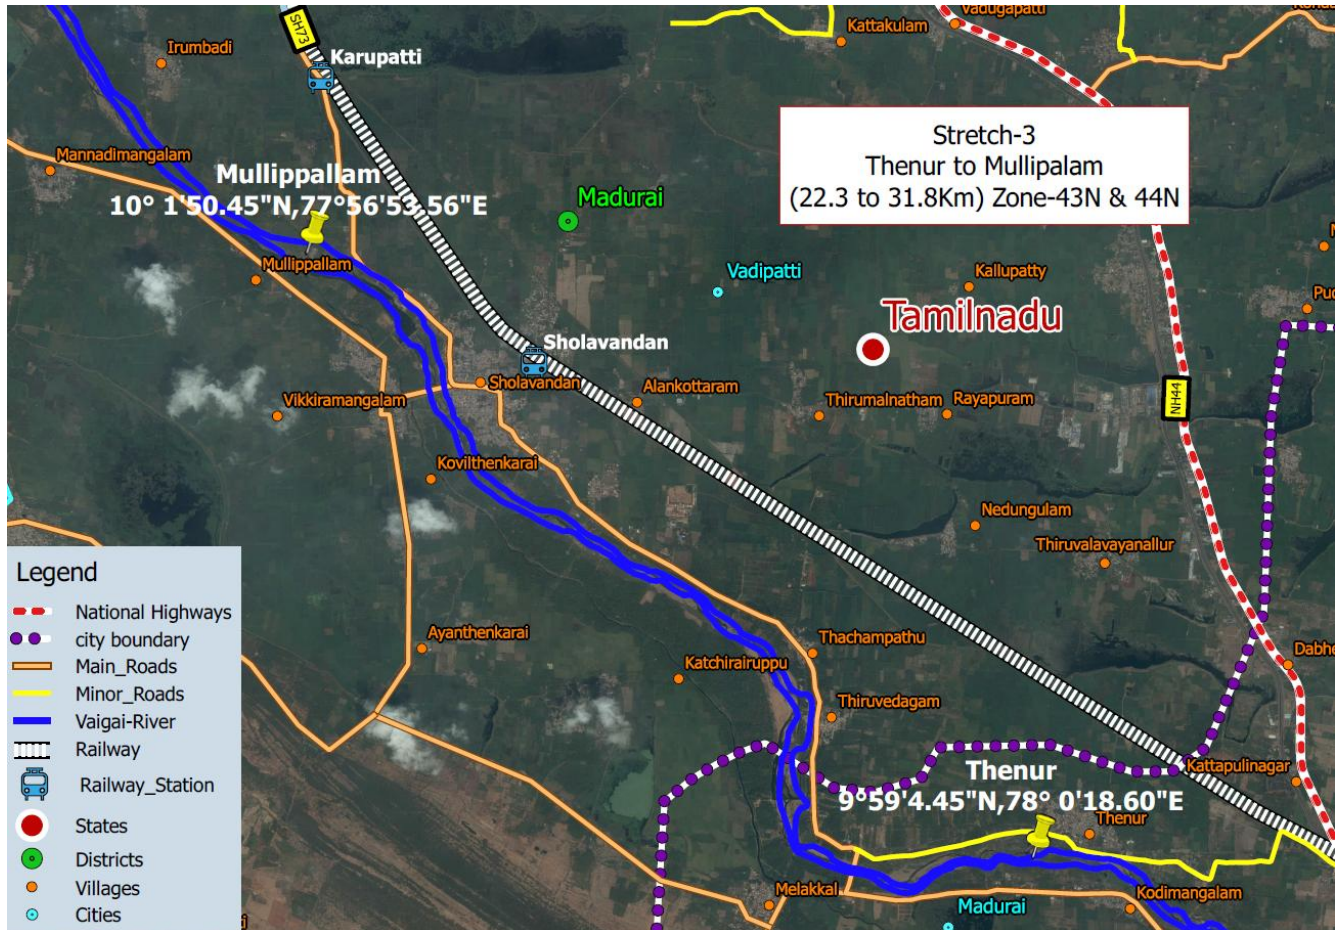 Vadugapatti
Kattakulam
SH73
Irumbadi
Karupatti
Stretch-3
Thenur to Mullipalam
(22.3 to 31.8Km) Zone-43N & 44N
Mannadimangalam
Mullippallam
10° 1'50.45"N,77°56'53.56"E
Madurai
Mullippallam
Vadipatti
Kallupatty
Tamilnadu
Sholavandan
Sholavandan
Alankottaram
NH44
Vikkiramangalam
Thirumalnatham
Rayapuram
Kovilthenkarai
Nedungulam
Thiruvalavayanallur
Legend
National Highways
city boundary
Main_Roads
Minor_Roads
Vaigai-River
Railway
Railway_Station
States
Districts
Villages
Cities
Ayanthenkarai
Thachampathu
Katchirairuppu
Dabhe
Thiruvedagam
Thenur
9°59'4.45"N,78° 0'18.60"E
Kattapulinagar
Thenur
Melakkal
Kodimangalam
Madurai